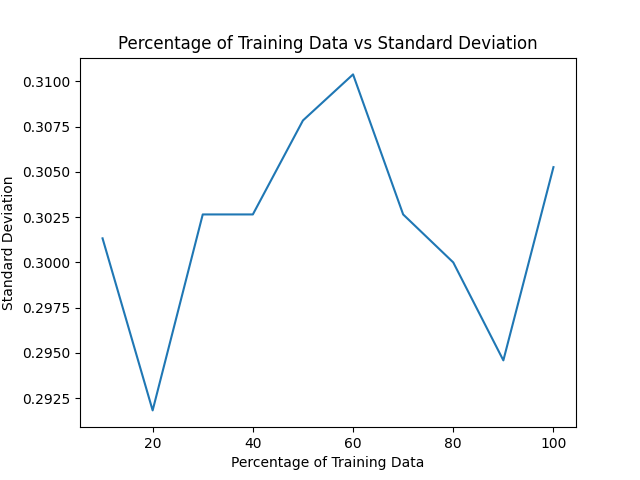 Percentage of Training Data vs Standard Deviation
0.3100
0.3075
0.3050
0.3025
0.3000
0.2975
0.2950
0.2925
Standard Deviation
20 40 60 80 100
Percentage of Training Data